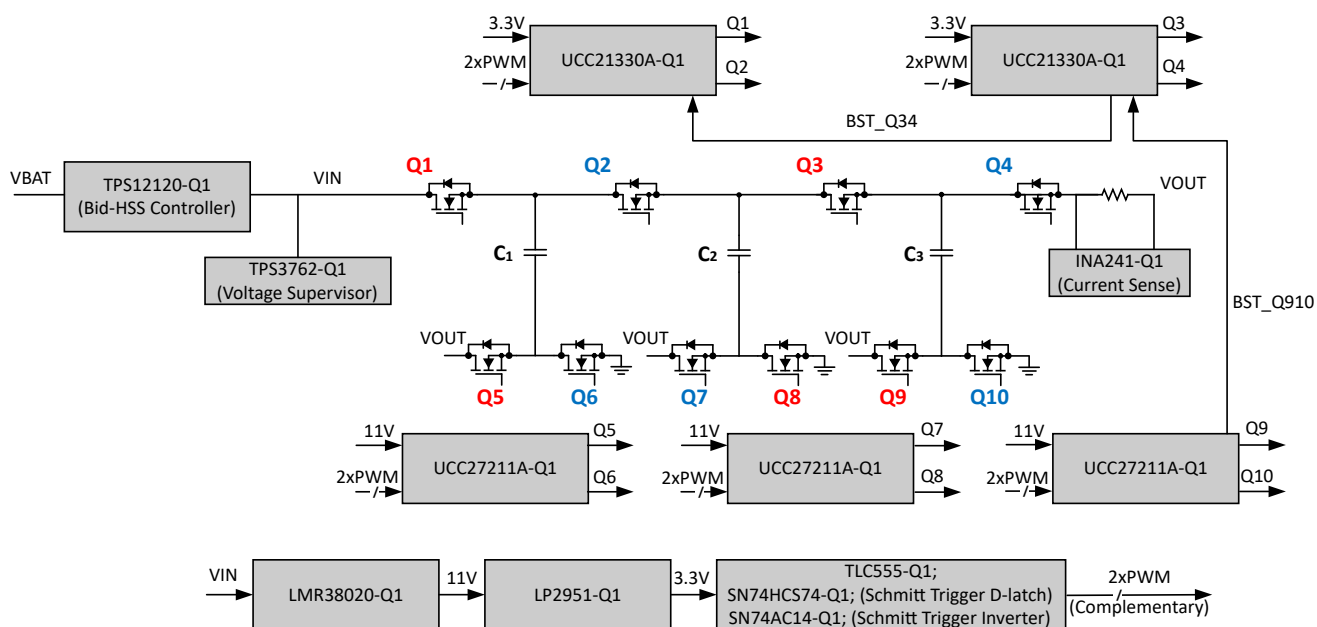 3.3V
2xPWM
UCC21330A-Q1
Q1
Q2
3.3V
2xPWM
UCC21330A-Q1
Q3
Q4
BST_Q34
VBAT
TPS12120-Q1
(Bid-HSS Controller)
VIN
Q1
Q2
Q3
Q4
VOUT
TPS3762-Q1
(Voltage Supervisor)
C1
C2
C3
INA241-Q1
(Current Sense)
BST_Q910
VOUT
VOUT
VOUT
Q5
Q6
Q7
Q8
Q9
Q10
11V
2xPWM
UCC27211A-Q1
Q5
Q6
11V
2xPWM
UCC27211A-Q1
Q7
Q8
11V
2xPWM
UCC27211A-Q1
Q9
Q10
VIN
LMR38020-Q1
11V
LP2951-Q1
3.3V
TLC555-Q1;
SN74HCS74-Q1; (Schmitt Trigger D-latch)
SN74AC14-Q1; (Schmitt Trigger Inverter)
2xPWM
(Complementary)